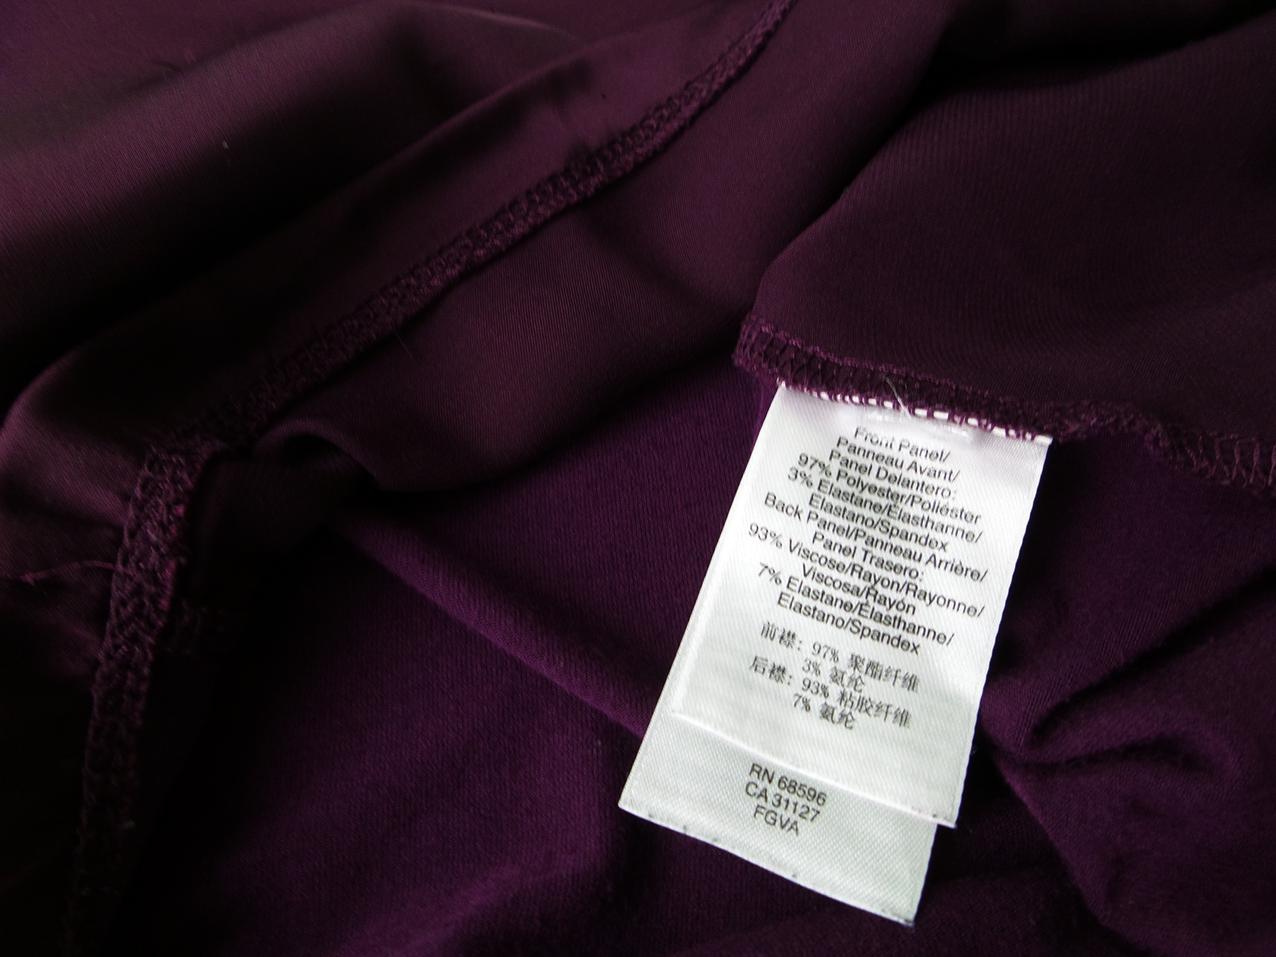 Front Panel/
Panneau Avant/
Panel Delantero:
97% Polyester/Poliéster
3% Elastane/Élasthanne/
Elastano/Spandex
Back Panel/Panneau Arrière/
Panel Trasero:
93% Viscose/Rayon/Rayonne/
Viscosa/Rayón
7% Elastane/Élasthanne/
Elastano/Spandex
前襟: 97% 聚酯纤维
3% 氨纶
后襟: 93% 粘胶纤维
7% 氨纶
RN 68596
CA 31127
FGVA